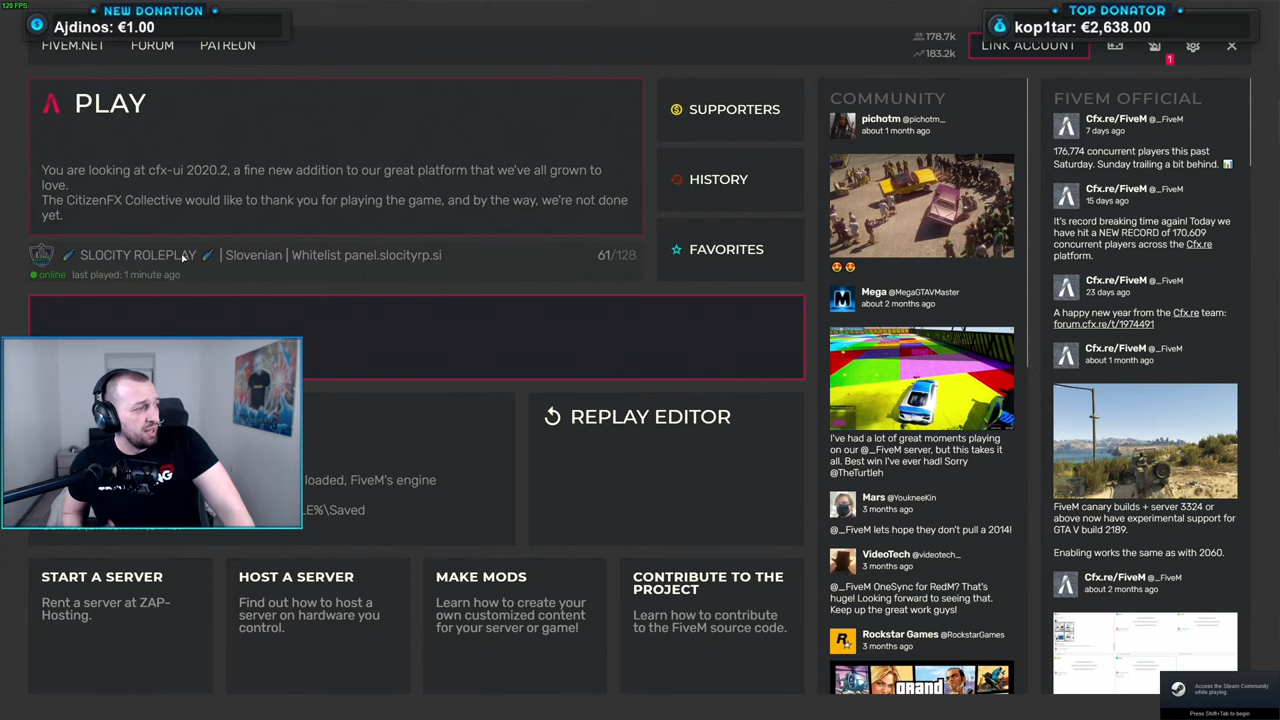 120 FPS
NEW DONATION
Ajdinos: €1.00
TOP DONATOR
kop1tar: €2,638.00
FIVEM.NET
FORUM
PATREON
178.7k
183.2k
LINK ACCOUNT
1
PLAY
You are looking at cfx-ui 2020.2, a fine new addition to our great platform that we've all grown to
love.
The CitizenFX Collective would like to thank you for playing the game, and by the way, we're not done
yet.
SLOCITY ROLEPLAY | Slovenian | Whitelist panel.slocityrp.si
61/128
online last played: 1 minute ago
SUPPORTERS
HISTORY
FAVORITES
REPLAY EDITOR
loaded, FiveM's engine
LE%\Saved
START A SERVER
Rent a server at ZAP-
Hosting.
HOST A SERVER
Find out how to host a
server on hardware you
control.
MAKE MODS
Learn how to create your
own customized content
for your server or game!
CONTRIBUTE TO THE
PROJECT
Learn how to contribute
to the FiveM source code
COMMUNITY
pichotm @pichotm_
about 1 month ago
Mega @MegaGTAVMaster
about 2 months ago
I've had a lot of great moments playing
on our @_FiveM server, but this takes it
all. Best win I've ever had! Sorry
@TheTurtleh
Mars @YoukneeKin
3 months ago
@_FiveM lets hope they don't pull a 2014!
VideoTech @videotech_
3 months ago
@_FiveM OneSync for RedM? That's
huge! Looking forward to seeing that.
Keep up the great work guys!
Rockstar Games @RockstarGames
3 months ago
GRAND
FIVEM OFFICIAL
Cfx.re/FiveM @_FiveM
7 days ago
176,774 concurrent players this past
Saturday. Sunday trailing a bit behind.
Cfx.re/FiveM @_FiveM
15 days ago
It's record breaking time again! Today we
have hit a NEW RECORD of 170,609
concurrent players across the Cfx.re
platform.
Cfx.re/FiveM @_FiveM
23 days ago
A happy new year from the Cfx.re team:
forum.cfx.re/t/1974491
Cfx.re/FiveM @_FiveM
about 1 month ago
FiveM canary builds + server 3324 or
above now have experimental support for
GTA V build 2189.
Enabling works the same as with 2060.
Cfx.re/FiveM @_FiveM
about 2 months ago
Access the Steam Community
while playing.
Press Shift+Tab to begin